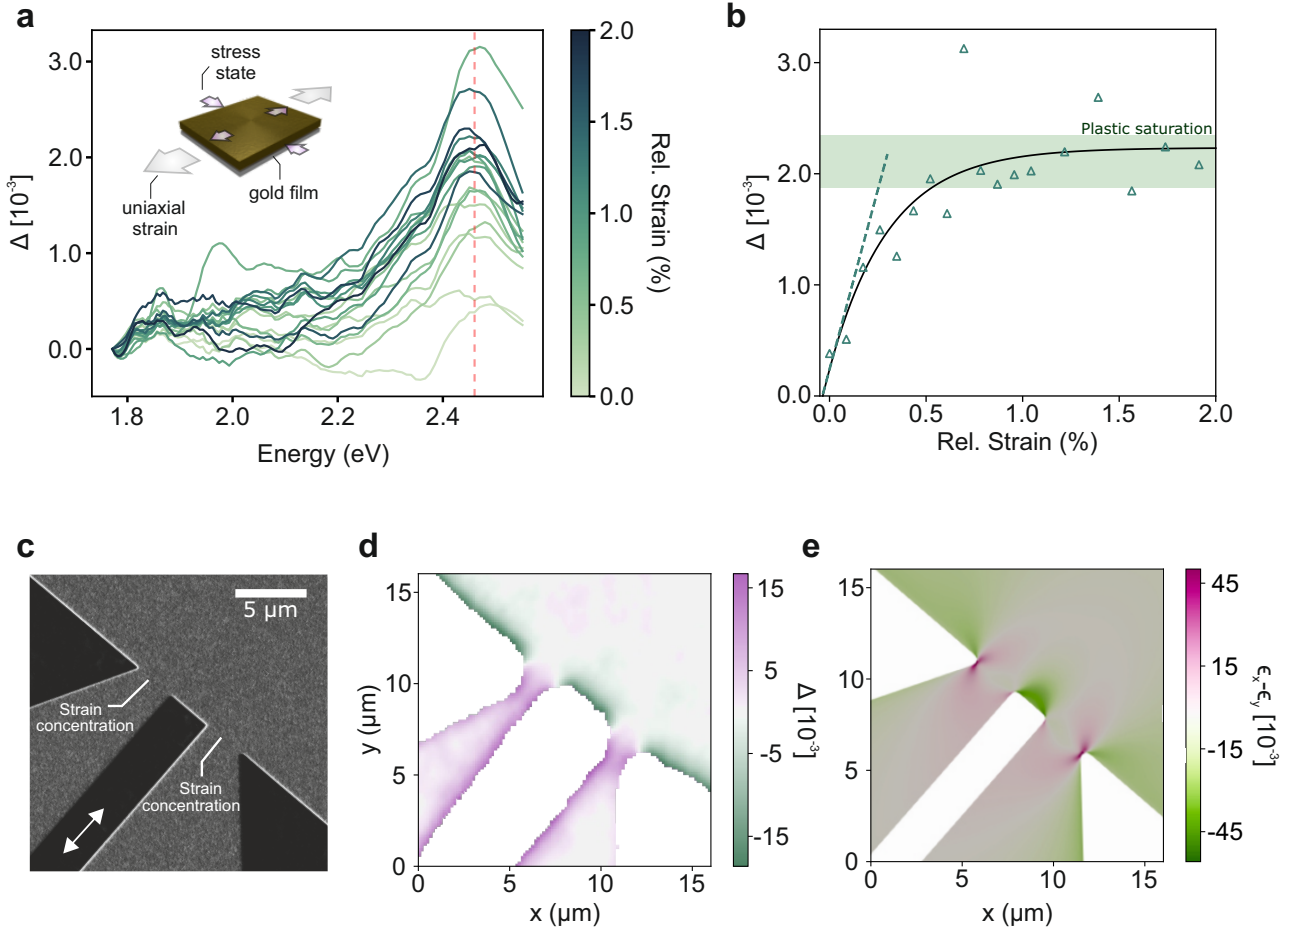 a
3.0
2.0
1.0
0.0
Δ [10⁻³]
1.8
2.0
2.2
2.4
Energy (eV)
stress
state
uniaxial
strain
gold film
2.0
1.5
1.0
0.5
0.0
Rel. Strain (%)
b
3.0
2.0
1.0
0.0
Δ [10⁻³]
Plastic saturation
0.0
0.5
1.0
1.5
2.0
Rel. Strain (%)
c
5 μm
Strain
concentration
Strain
concentration
d
15
10
5
0
y (μm)
0
5
10
15
x (μm)
15
5
-5
-15
Δ [10⁻³]
e
15
10
5
0
0
5
10
15
x (μm)
45
15
-15
-45
ϵₓ-ϵᵧ [10⁻³]